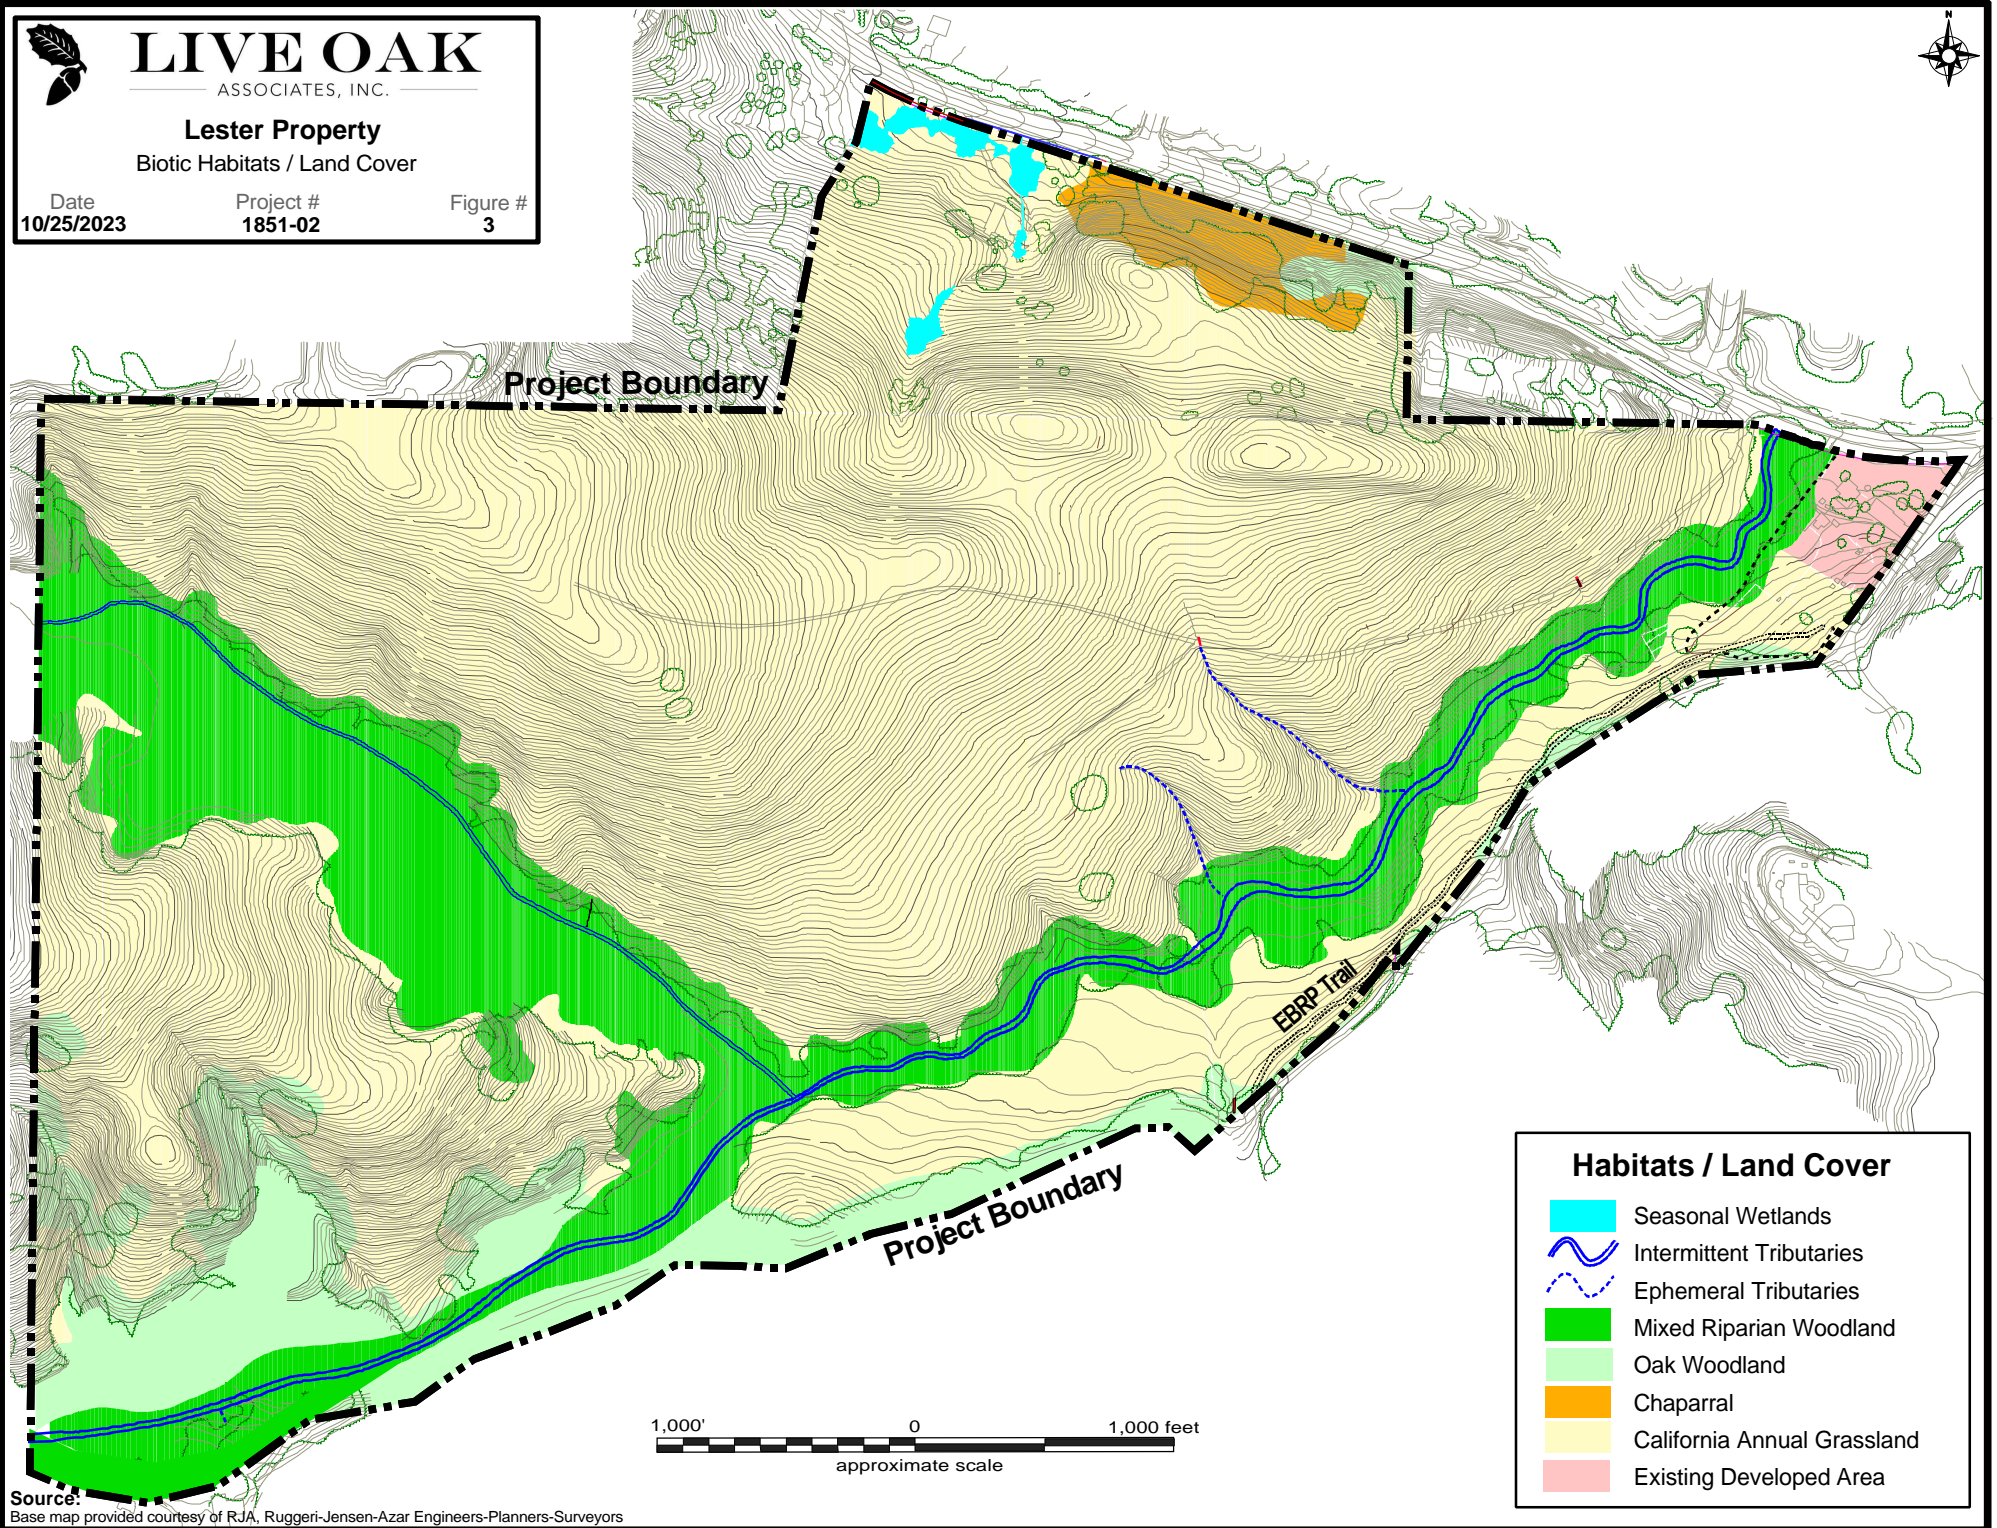 LIVE OAK
ASSOCIATES, INC.
Lester Property
Biotic Habitats / Land Cover
Date Project # Figure #
10/25/2023 1851-02 3
N
Project Boundary
EBRP Trail
Project Boundary
Habitats / Land Cover
Seasonal Wetlands
Intermittent Tributaries
Ephemeral Tributaries
Mixed Riparian Woodland
Oak Woodland
Chaparral
California Annual Grassland
Existing Developed Area
1,000' 0 1,000 feet
approximate scale
Source:
Base map provided courtesy of RJA, Ruggeri-Jensen-Azar Engineers-Planners-Surveyors